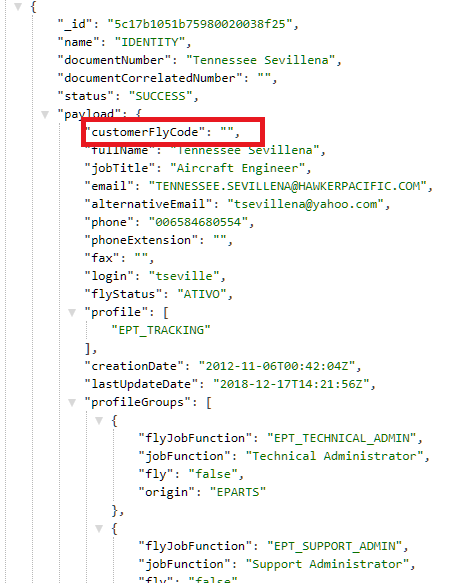 {
"_id": "5c17b1051b75980020038f25",
"name": "IDENTITY",
"documentNumber": "Tennessee Sevillena",
"documentCorrelatedNumber": "",
"status": "SUCCESS",
"payload": {
"customerFlyCode": "",
"fullName": "Tennessee Sevillena",
"jobTitle": "Aircraft Engineer",
"email": "TENNESSEE.SEVILLENA@HAWKERPACIFIC.COM",
"alternativeEmail": "tsevillena@yahoo.com",
"phone": "006584680554",
"phoneExtension": "",
"fax": "",
"login": "tseville",
"flyStatus": "ATIVO",
"profile": [
"EPT_TRACKING"
],
"creationDate": "2012-11-06T00:42:04Z",
"lastUpdateDate": "2018-12-17T14:21:56Z",
"profileGroups": [
{
"flyJobFunction": "EPT_TECHNICAL_ADMIN",
"jobFunction": "Technical Administrator",
"fly": "false",
"origin": "EPARTS"
},
{
"flyJobFunction": "EPT_SUPPORT_ADMIN",
"jobFunction": "Support Administrator",
"fly": "false",